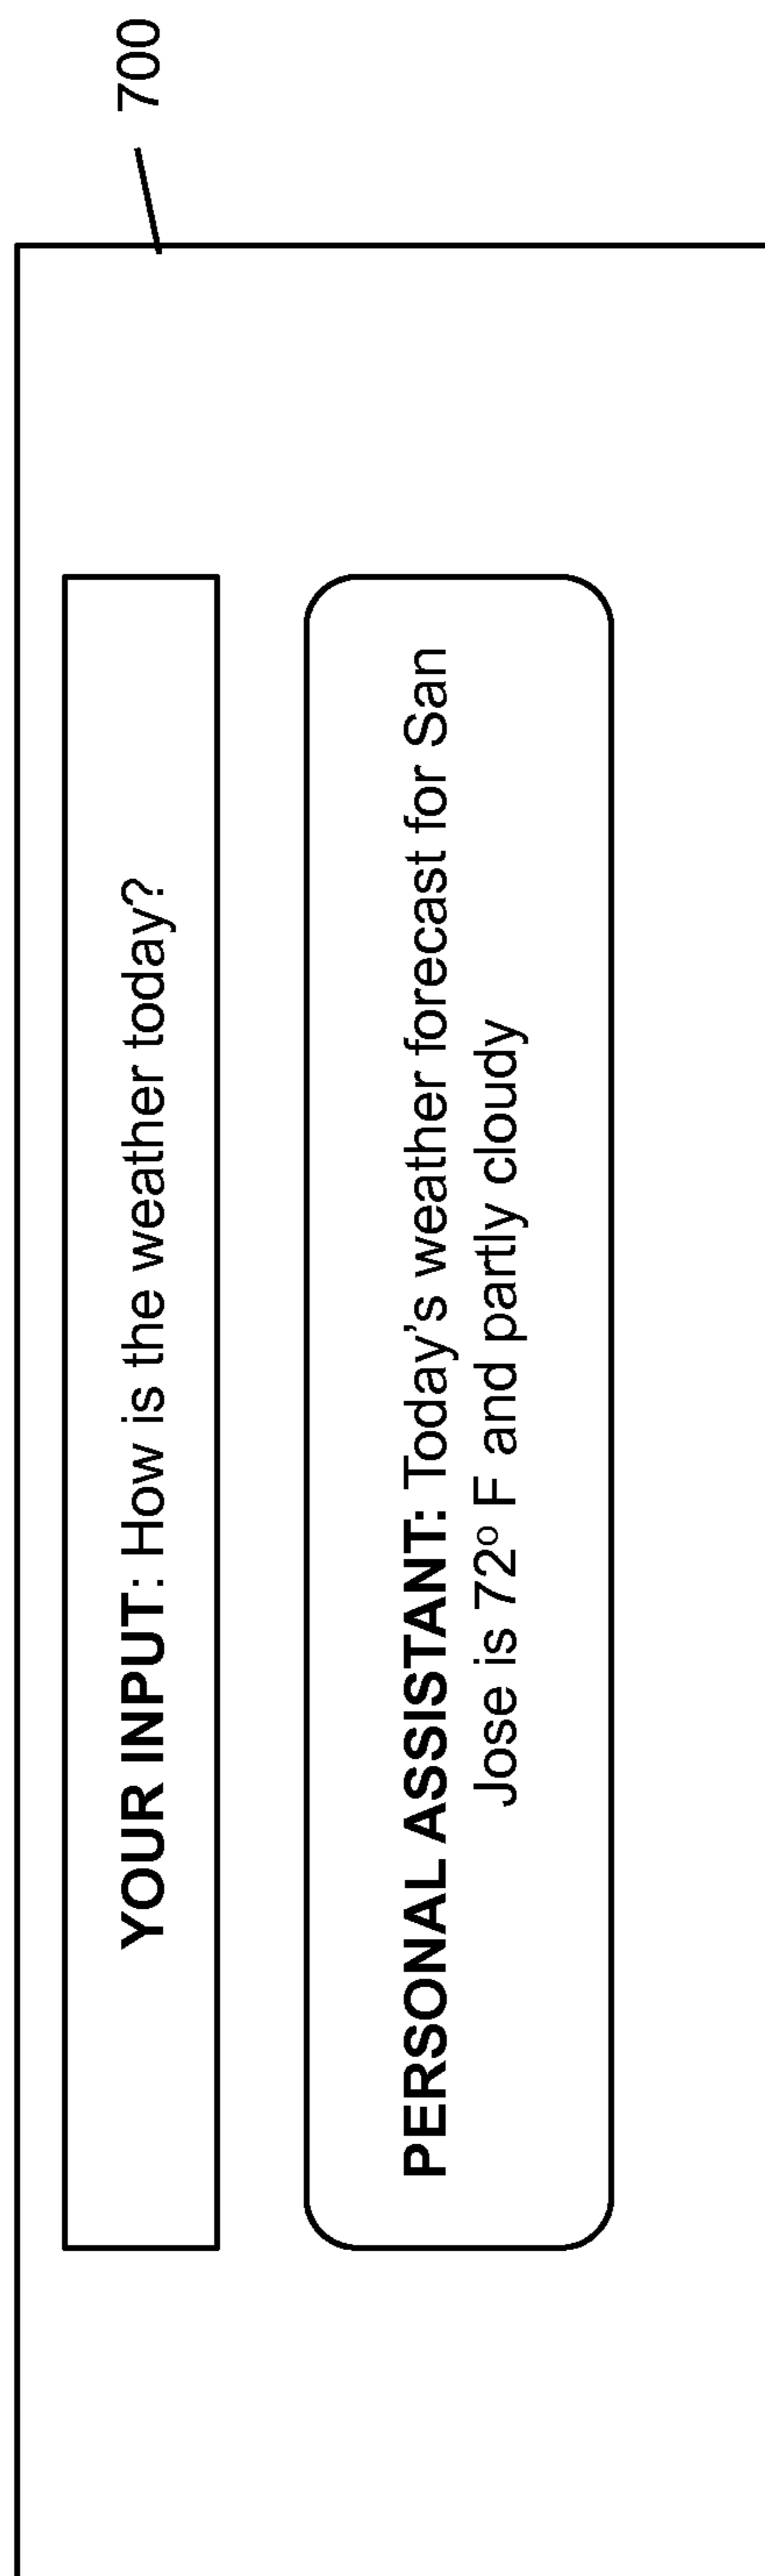 700
YOUR INPUT: How is the weather today?
PERSONAL ASSISTANT: Today's weather forecast for San
Jose is 72º F and partly cloudy